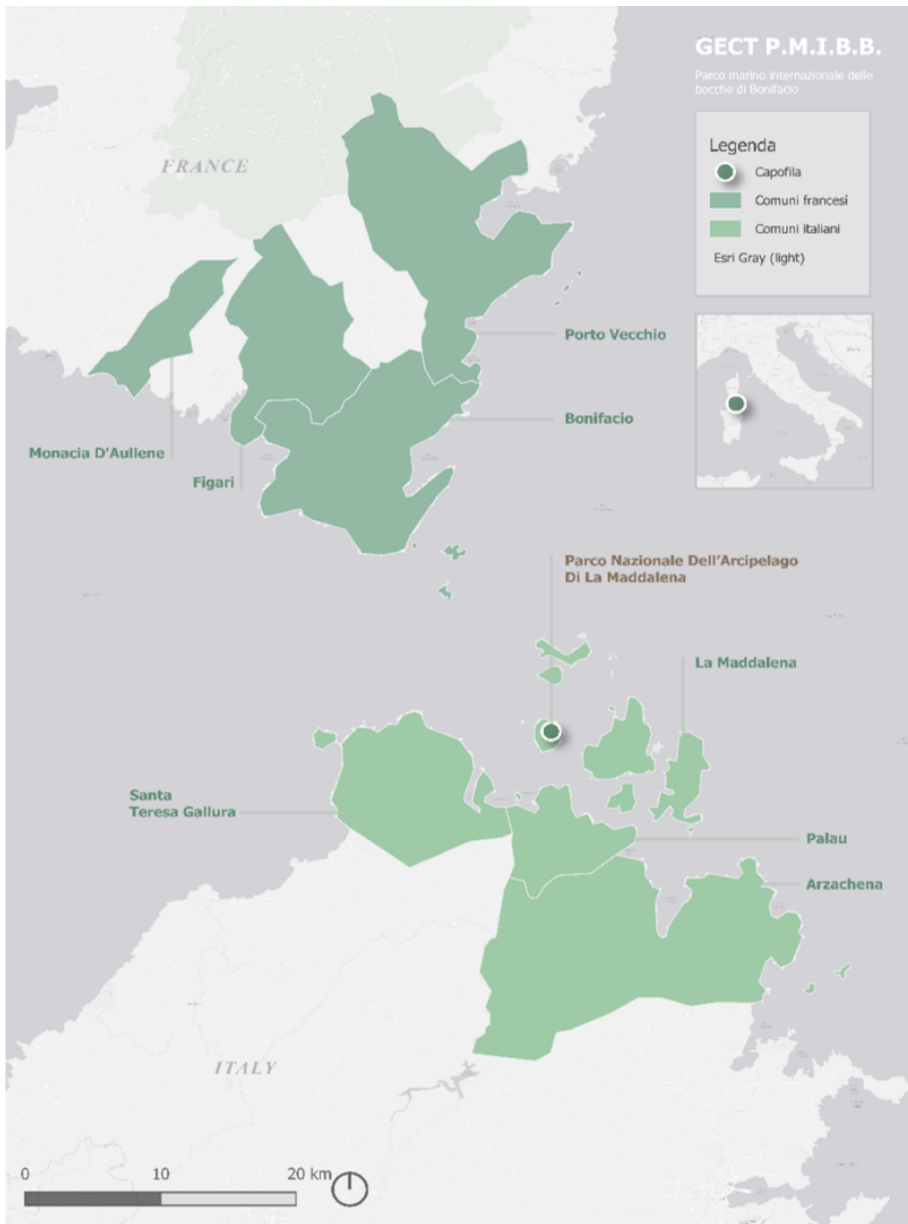 GECT P.M.I.B.B.
Parco marino internazionale delle
bocche di Bonifacio
Legenda
Capofila
Comuni francesi
Comuni italiani
Esri Gray (light)
FRANCE
Porto Vecchio
Bonifacio
Monacia D'Aullene
Figari
Parco Nazionale Dell'Arcipelago
Di La Maddalena
La Maddalena
Santa
Teresa Gallura
Palau
Arzachena
ITALY
0 10 20 km